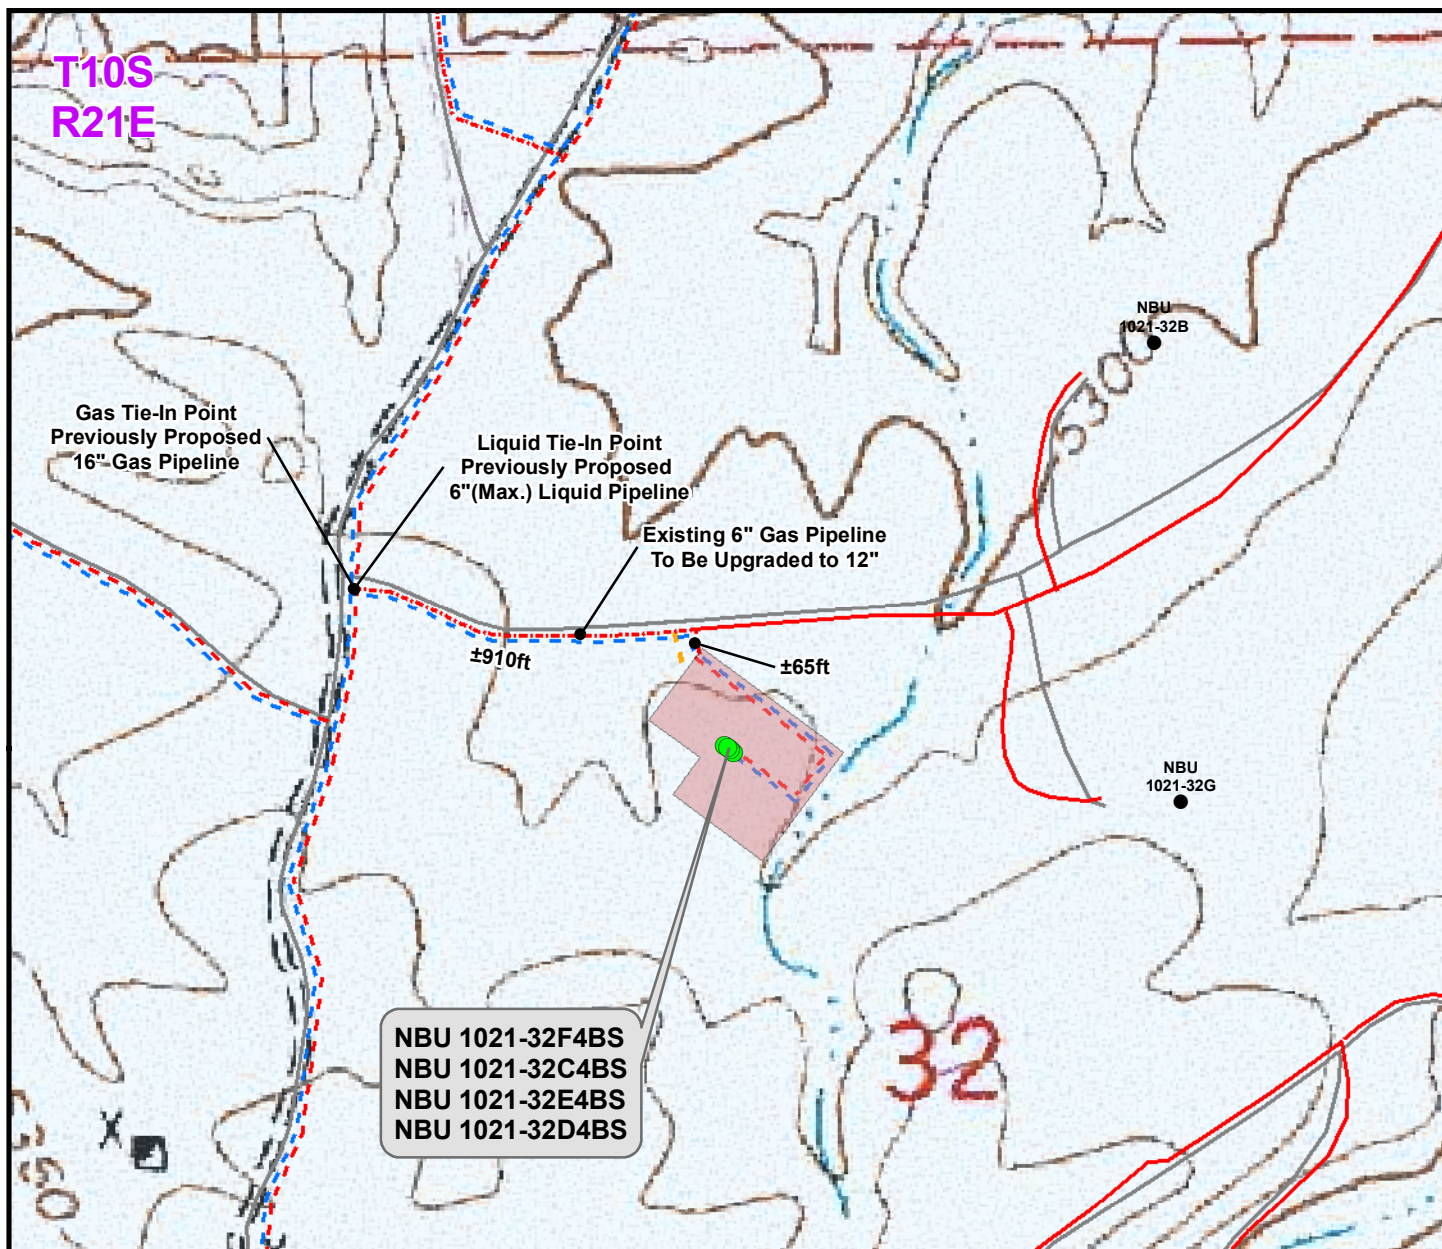 T10S
R21E
NBU
1021-32B
5300
Gas Tie-In Point
Previously Proposed
16" Gas Pipeline
Liquid Tie-In Point
Previously Proposed
6"(Max.) Liquid Pipeline
Existing 6" Gas Pipeline
To Be Upgraded to 12"
±910ft
±65ft
NBU
1021-32G
NBU 1021-32F4BS
NBU 1021-32C4BS
NBU 1021-32E4BS
NBU 1021-32D4BS
32